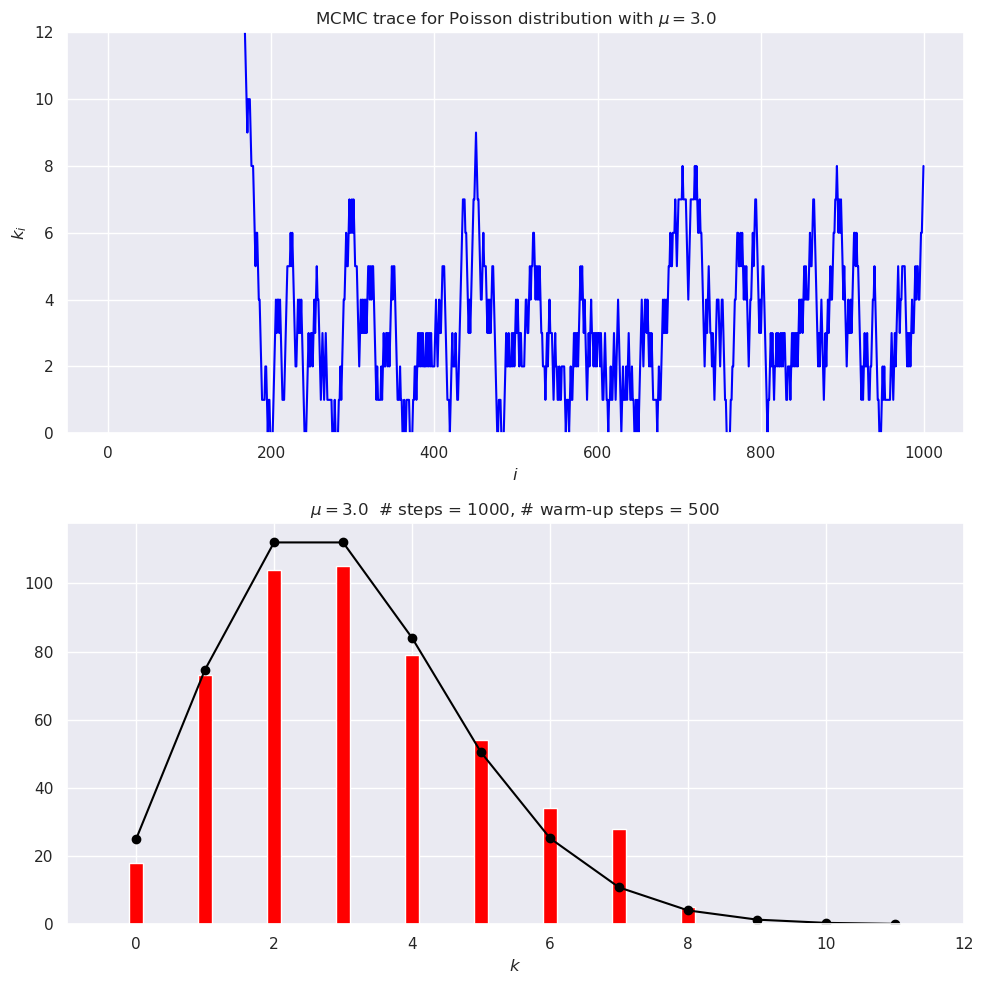 MCMC trace for Poisson distribution with μ = 3.0
12
10
8
6
4
2
0
k_i
0 200 400 600 800 1000
i
μ = 3.0 # steps = 1000, # warm-up steps = 500
100
80
60
40
20
0
0 2 4 6 8 10 12
k